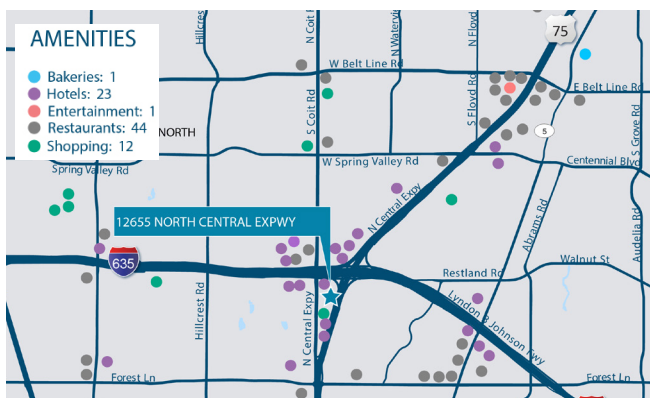 AMENITIES
Bakeries: 1
Hotels: 23
Entertainment: 1
Restaurants: 44
Shopping: 12
Hillcres
N Coit R
N Watervi
N Floyd
75
W Belt Line Rd
E Belt Line Rd
S Coit Rd
S Floyd Rd
S Grove Rd
NORTH
5
W Spring Valley Rd
Centennial Blvd
Spring Valley Rd
N Central Expy
12655 NORTH CENTRAL EXPWY
Abrams Rd
Audelia Rd
635
Restland Rd
Walnut St
Hillcrest Rd
N Central Expy
Lyndon B Johnson Fwy
Forest Ln
Forest Ln